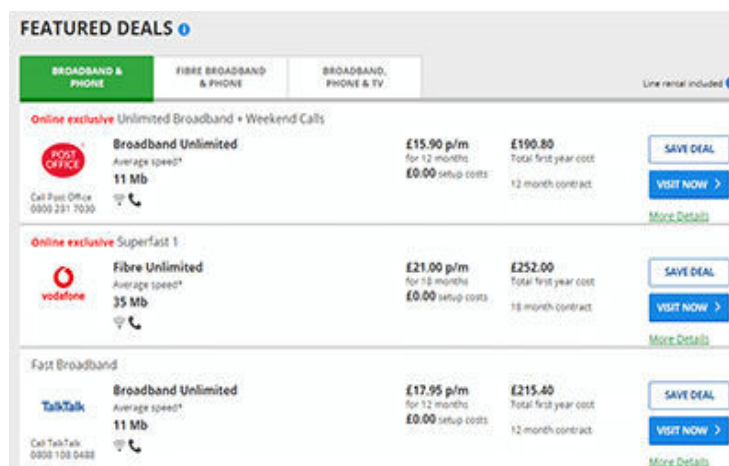 FEATURED DEALS
BROADBAND & PHONE
FIBRE BROADBAND & PHONE
BROADBAND, PHONE & TV
Line rental included
Online exclusive Unlimited Broadband + Weekend Calls
POST OFFICE
Call Post Office
0800 231 7030
Broadband Unlimited
Average speed*
11 Mb
£15.90 p/m
for 12 months
£0.00 setup costs
£190.80
Total first year cost
12 month contract
SAVE DEAL
VISIT NOW
More Details
Online exclusive Superfast 1
vodafone
Fibre Unlimited
Average speed*
35 Mb
£21.00 p/m
for 18 months
£0.00 setup costs
£252.00
Total first year cost
18 month contract
SAVE DEAL
VISIT NOW
More Details
Fast Broadband
TalkTalk
Call TalkTalk
0800 108 0488
Broadband Unlimited
Average speed*
11 Mb
£17.95 p/m
for 12 months
£0.00 setup costs
£215.40
Total first year cost
12 month contract
SAVE DEAL
VISIT NOW
More Details